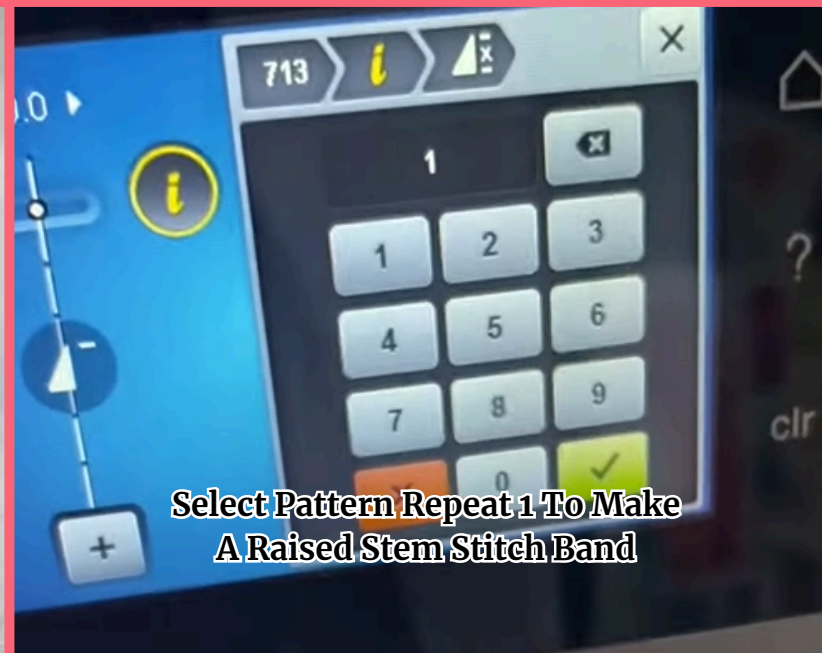 713 i x
.0
1
i
1 2 3
4 5 6
?
7 8 9
clr
0
Select Pattern Repeat 1 To Make
A Raised Stem Stitch Band